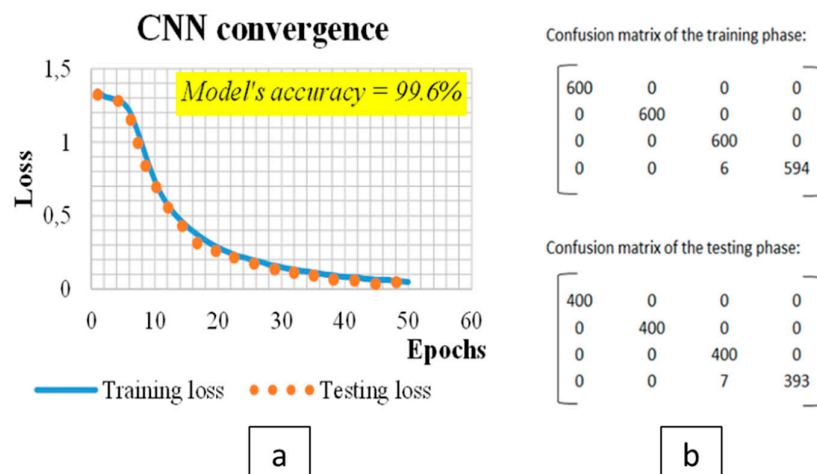 CNN convergence
Model's accuracy = 99.6%
1,5
1
0,5
0
Loss
0 10 20 30 40 50 60
Epochs
Training loss
Testing loss
a
Confusion matrix of the training phase:
600 0 0 0
0 600 0 0
0 0 600 0
0 0 6 594
Confusion matrix of the testing phase:
400 0 0 0
0 400 0 0
0 0 400 0
0 0 7 393
b